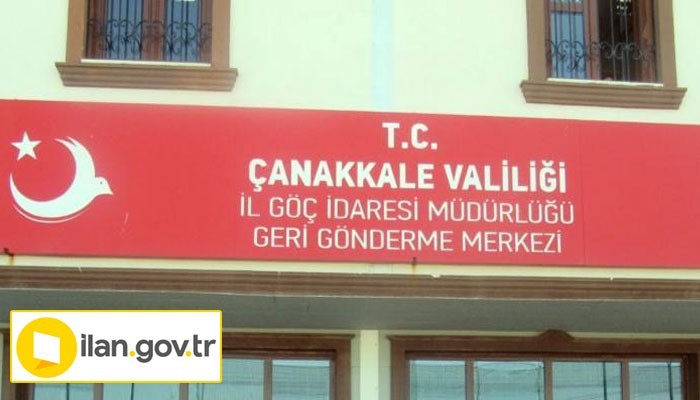 T.C.
ÇANAKKALE VALİLİĞİ
İL GÖÇ İDARESİ MÜDÜRLÜĞÜ
GERİ GÖNDERME MERKEZİ
ilan.gov.tr